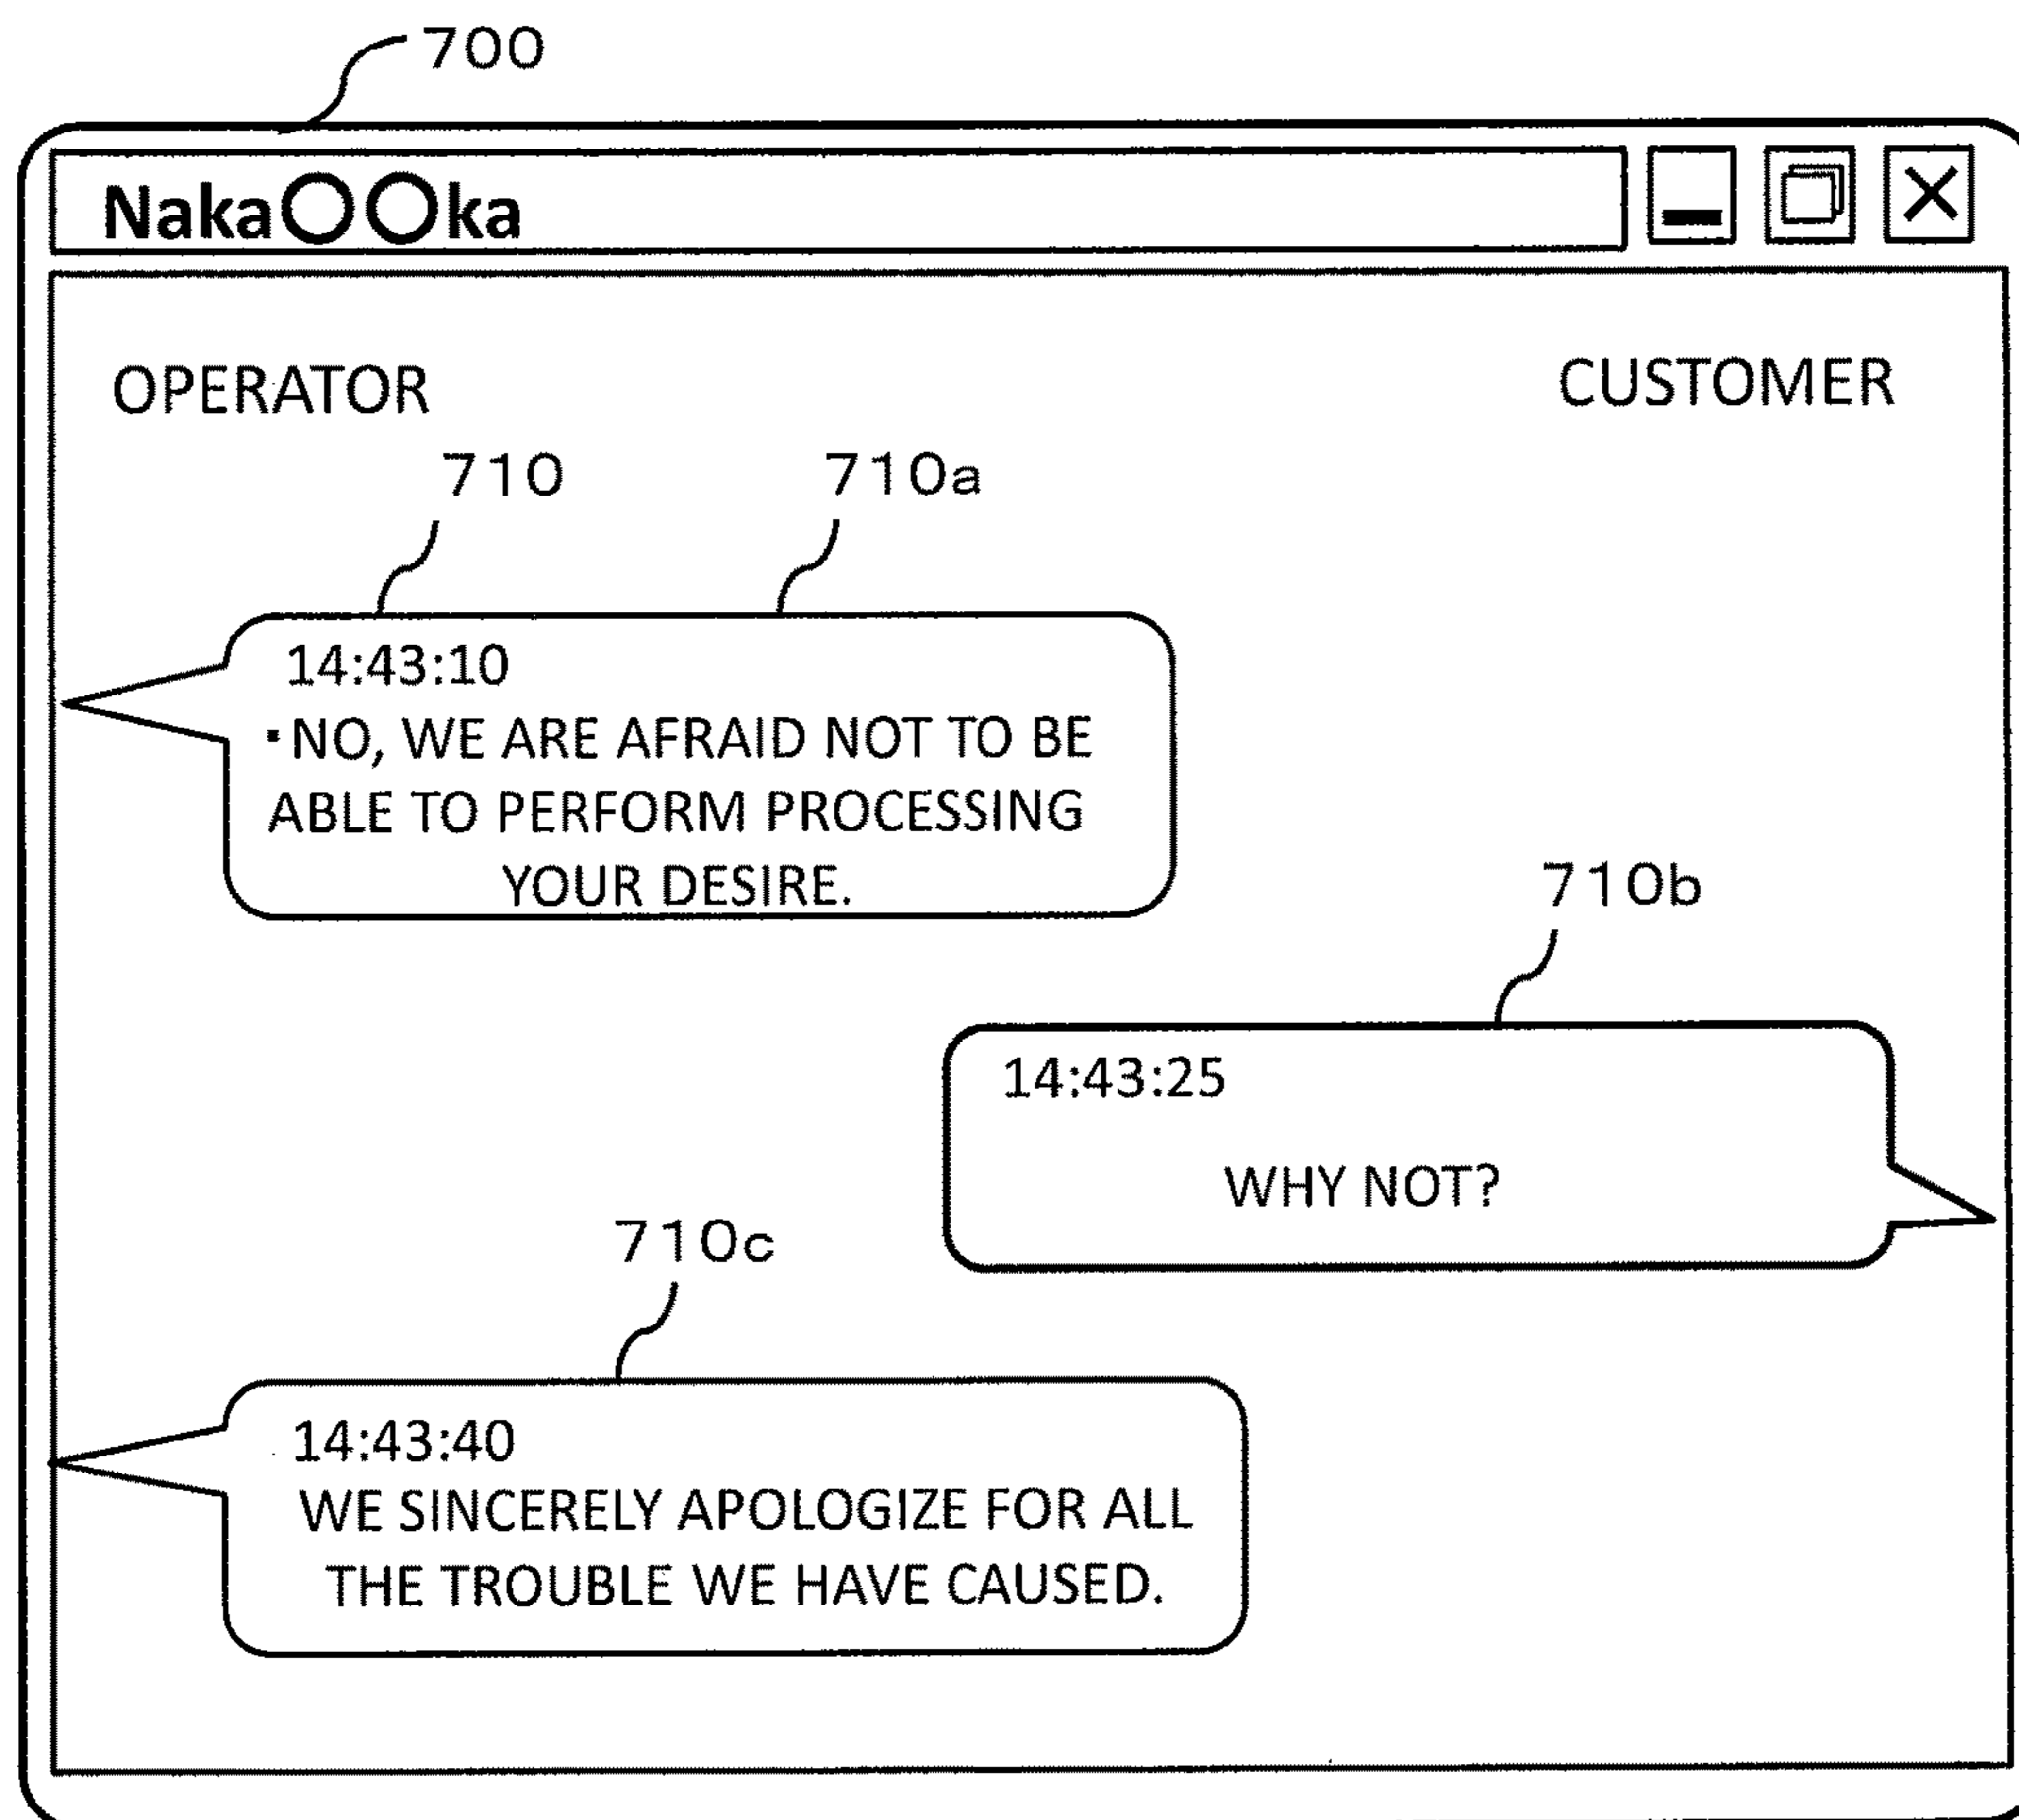 700
Naka○○ka
OPERATOR
CUSTOMER
710
710a
14:43:10
▪NO, WE ARE AFRAID NOT TO BE
ABLE TO PERFORM PROCESSING
YOUR DESIRE.
710b
14:43:25
WHY NOT?
710c
14:43:40
WE SINCERELY APOLOGIZE FOR ALL
THE TROUBLE WE HAVE CAUSED.